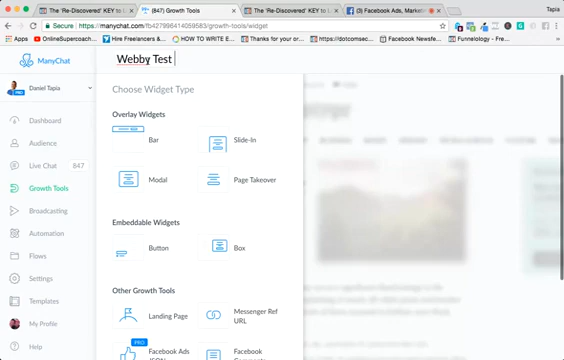 The 'Re-Discovered' KEY to L
(847) Growth Tools
The 'Re-Discovered' KEY to L
(3) Facebook Ads, Market
Tapia
Secure
https://manychat.com/fb427996414059583/growth-tools/widget
Apps
OnlineSupercoach
Hire Freelancers &
HOW TO WRITE E
Thanks for your or
https://dotcomsec
Facebook Newsfe
Funnelology - Funne
ManyChat
Webby Test
Daniel Tapia
PRO
Choose Widget Type
Overlay Widgets
Dashboard
Bar
Slide-In
Audience
Live Chat
847
Modal
Page Takeover
Growth Tools
Broadcasting
Embeddable Widgets
Automation
Button
Box
Flows
Settings
Other Growth Tools
Templates
Landing Page
Messenger Ref
URL
My Profile
PRO
Help
Facebook Ads
JSON
Facebook
Comments